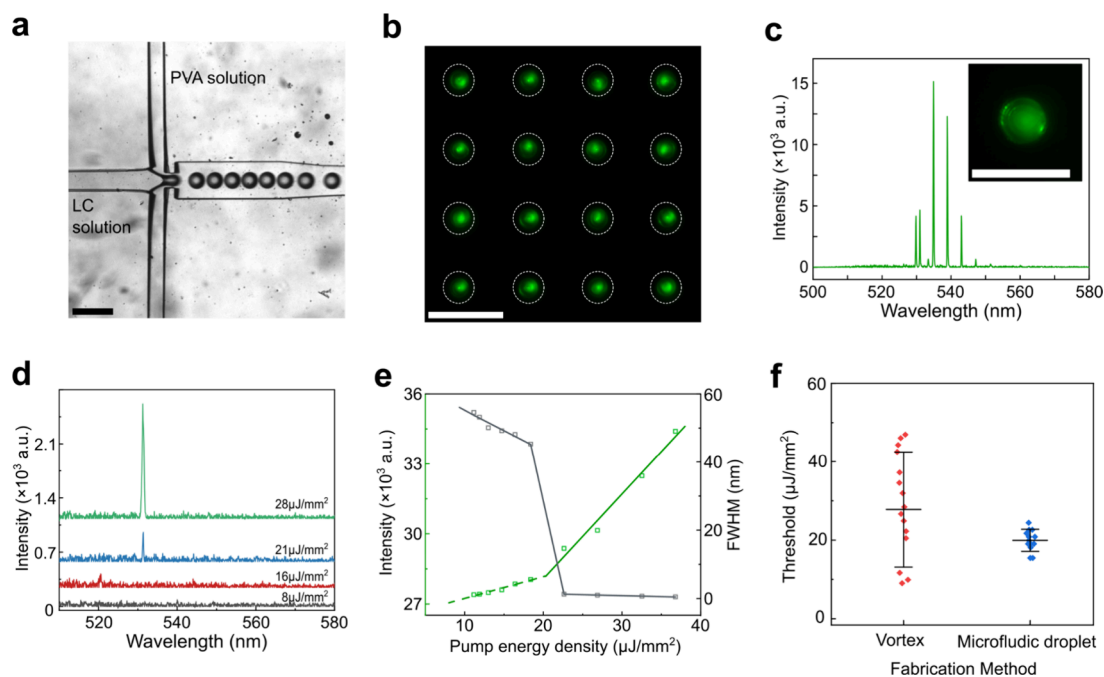 a
PVA solution
LC
solution
b
c
Intensity (×10³ a.u.)
15
10
5
0
500
520
540
560
580
Wavelength (nm)
d
Intensity (×10³ a.u.)
2.1
1.4
0.7
0
28μJ/mm²
21μJ/mm²
16μJ/mm²
8μJ/mm²
520
540
560
580
Wavelength (nm)
e
Intensity (×10³ a.u.)
36
33
30
27
60
40
20
0
FWHM (nm)
10
20
30
40
Pump energy density (μJ/mm²)
f
Threshold (μJ/mm²)
60
40
20
0
Vortex
Microfludic droplet
Fabrication Method